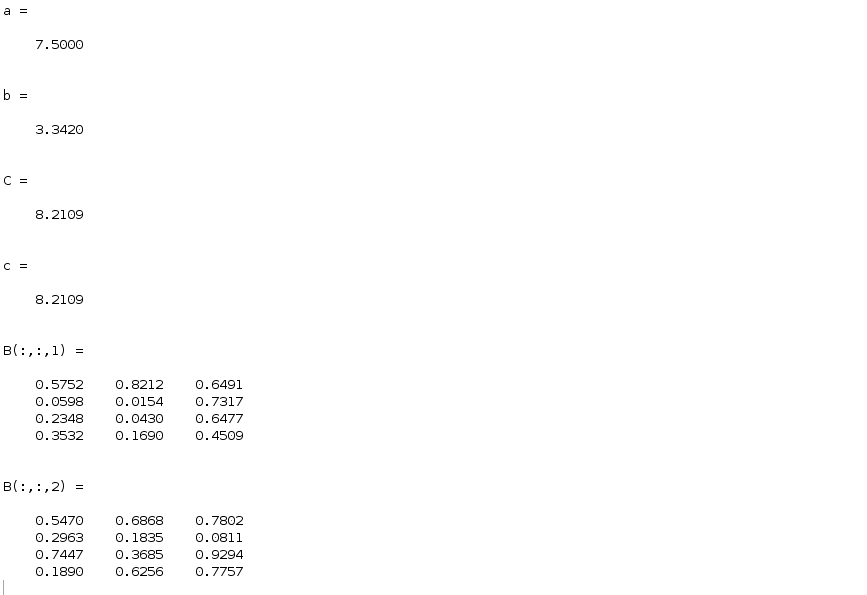 a =
7.5000
b =
3.3420
C =
8.2109
c =
8.2109
B(:,:,1) =
0.5752    0.8212    0.6491
0.0598    0.0154    0.7317
0.2348    0.0430    0.6477
0.3532    0.1690    0.4509
B(:,:,2) =
0.5470    0.6868    0.7802
0.2963    0.1835    0.0811
0.7447    0.3685    0.9294
0.1890    0.6256    0.7757